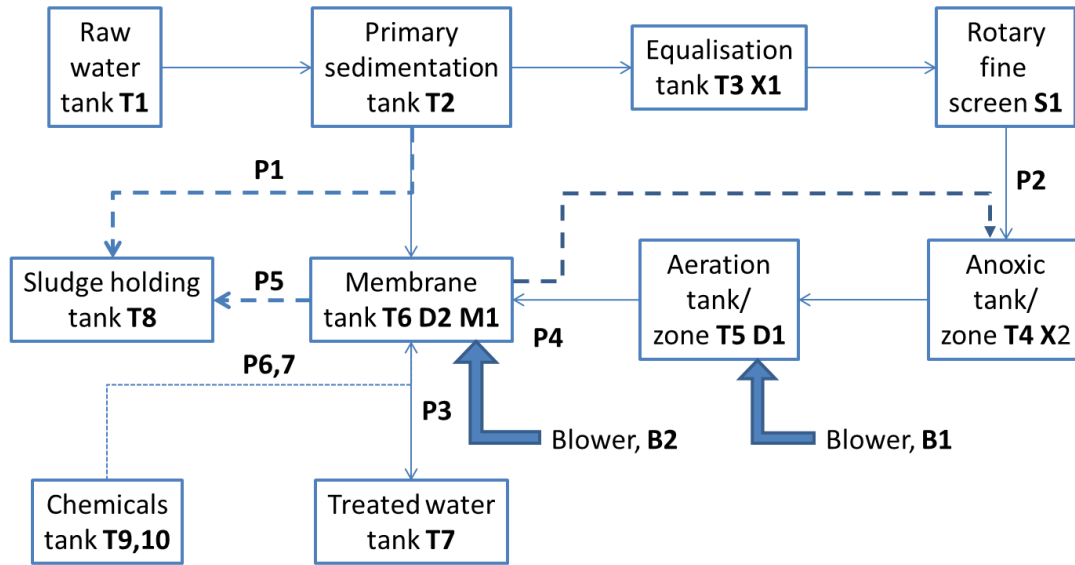 Raw
water
tank T1
Primary
sedimentation
tank T2
Equalisation
tank T3 X1
Rotary
fine
screen S1
P1
P2
Sludge holding
tank T8
P5
Membrane
tank T6 D2 M1
P4
Aeration
tank/
zone T5 D1
Anoxic
tank/
zone T4 X2
P6,7
P3
Blower, B2
Blower, B1
Chemicals
tank T9,10
Treated water
tank T7